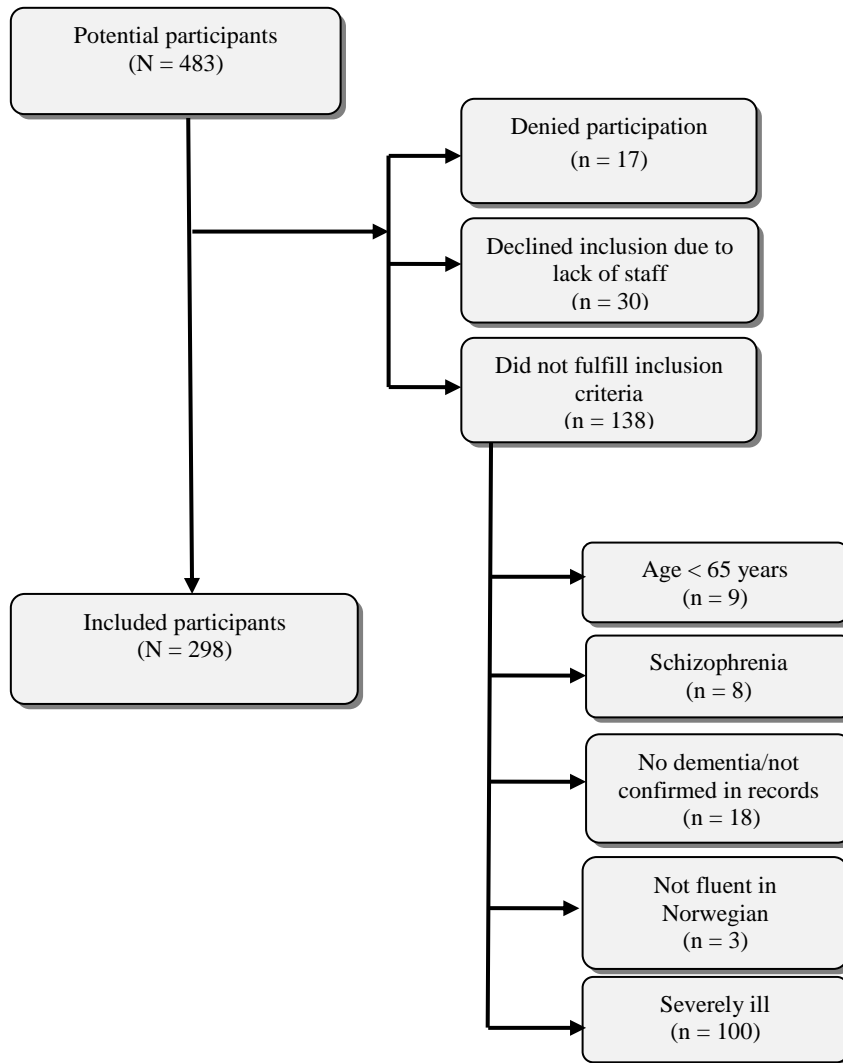 Potential participants
(N = 483)
Denied participation
(n = 17)
Declined inclusion due to
lack of staff
(n = 30)
Did not fulfill inclusion
criteria
(n = 138)
Included participants
(N = 298)
Age < 65 years
(n = 9)
Schizophrenia
(n = 8)
No dementia/not
confirmed in records
(n = 18)
Not fluent in
Norwegian
(n = 3)
Severely ill
(n = 100)